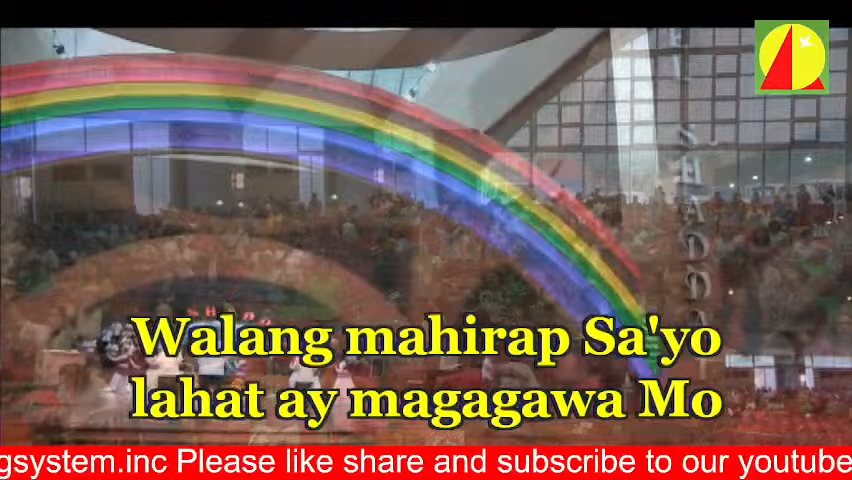 Walang mahirap Sa'yo
lahat ay magagawa Mo
gsystem.inc Please like share and subscribe to our youtube